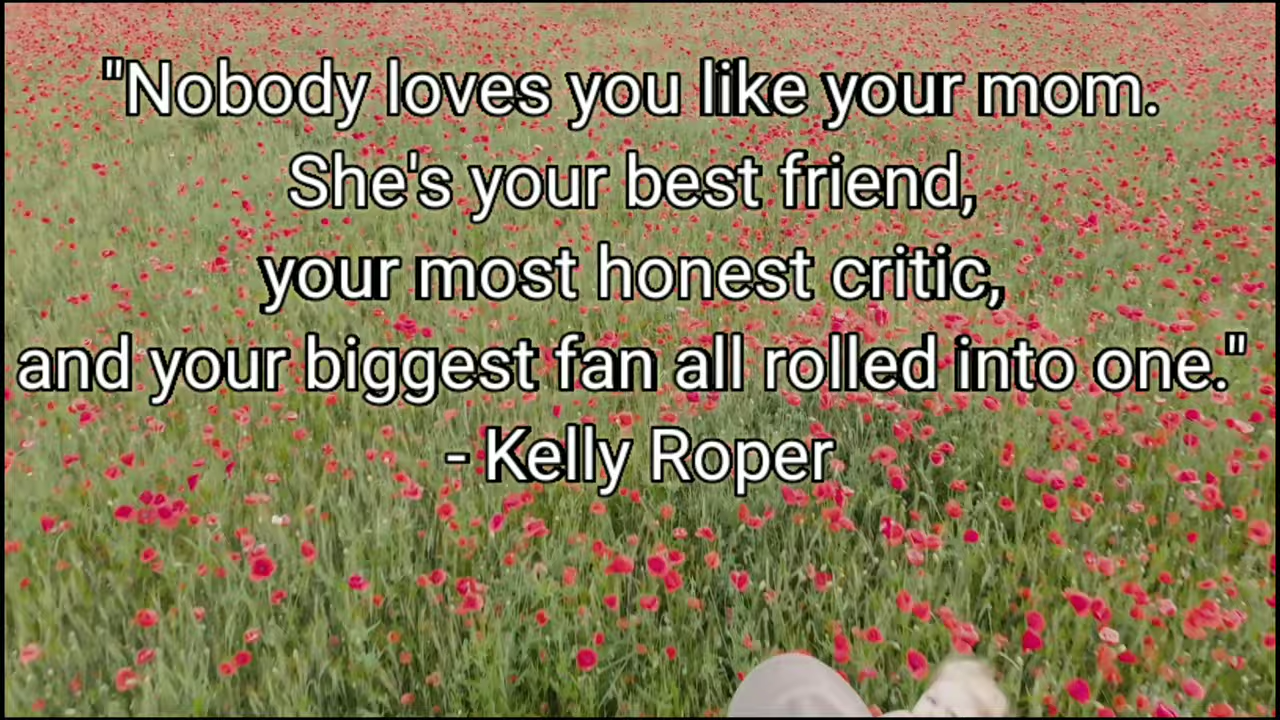 "Nobody loves you like your mom.
She's your best friend,
your most honest critic,
and your biggest fan all rolled into one."
- Kelly Roper